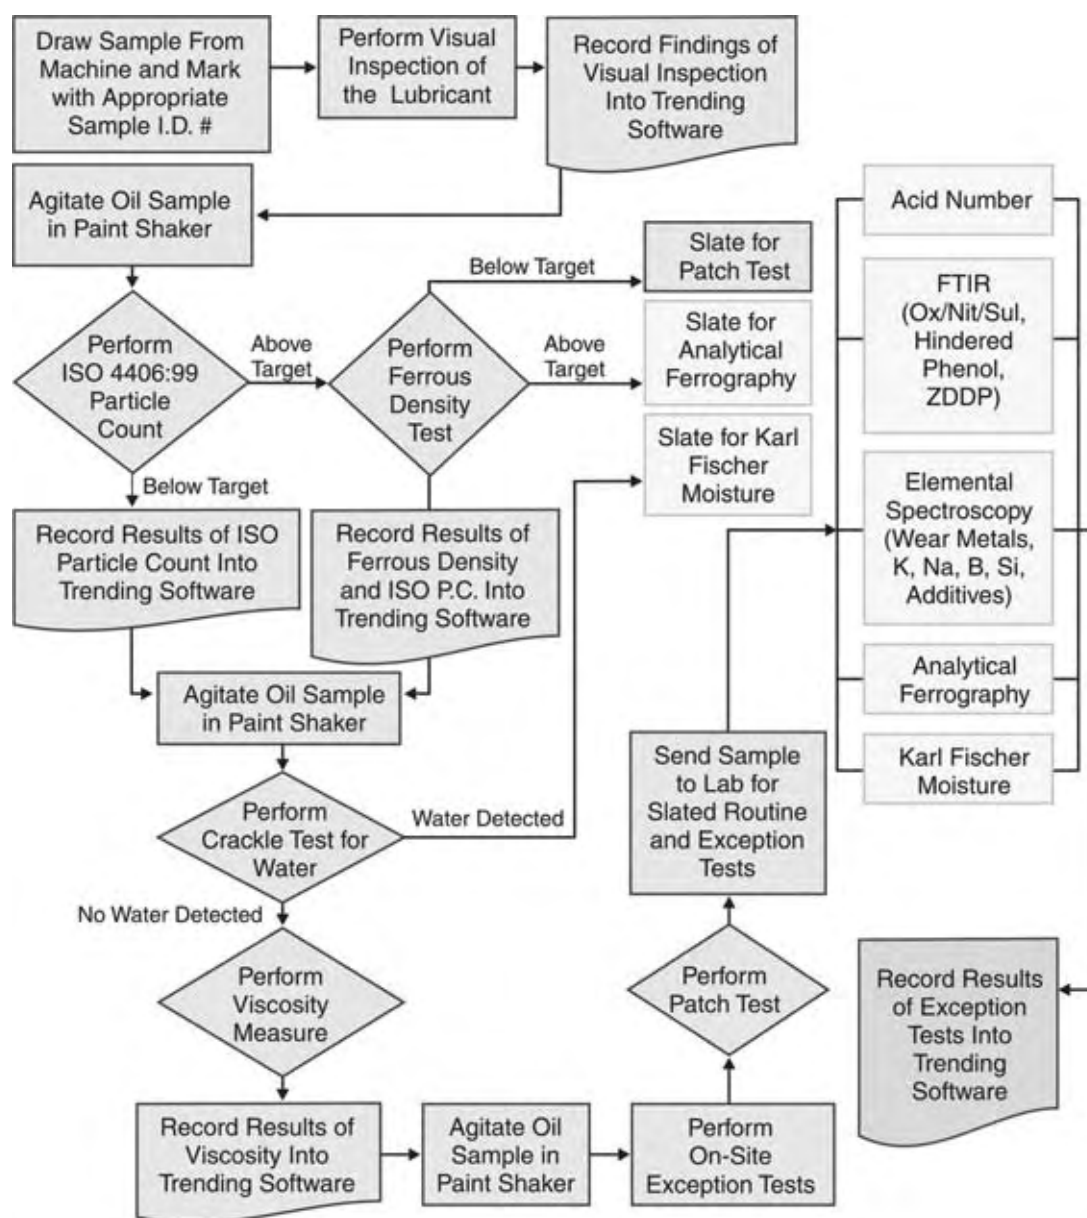 Draw Sample From
Machine and Mark
with Appropriate
Sample I.D. #
Perform Visual
Inspection of
the Lubricant
Record Findings of
Visual Inspection
Into Trending
Software
Agitate Oil Sample
in Paint Shaker
Perform
ISO 4406:99
Particle
Count
Above
Target
Below Target
Perform
Ferrous
Density
Test
Below Target
Above
Target
Slate for
Patch Test
Slate for
Analytical
Ferrography
Slate for Karl
Fischer
Moisture
Record Results of ISO
Particle Count Into
Trending Software
Record Results of
Ferrous Density
and ISO P.C. Into
Trending Software
Agitate Oil Sample
in Paint Shaker
Perform
Crackle Test for
Water
Water Detected
No Water Detected
Perform
Viscosity
Measure
Record Results of
Viscosity Into
Trending Software
Agitate Oil
Sample in
Paint Shaker
Perform
On-Site
Exception Tests
Perform
Patch Test
Send Sample
to Lab for
Slated Routine
and Exception
Tests
Acid Number
FTIR
(Ox/Nit/Sul,
Hindered
Phenol,
ZDDP)
Elemental
Spectroscopy
(Wear Metals,
K, Na, B, Si,
Additives)
Analytical
Ferrography
Karl Fischer
Moisture
Record Results
of Exception
Tests Into
Trending
Software